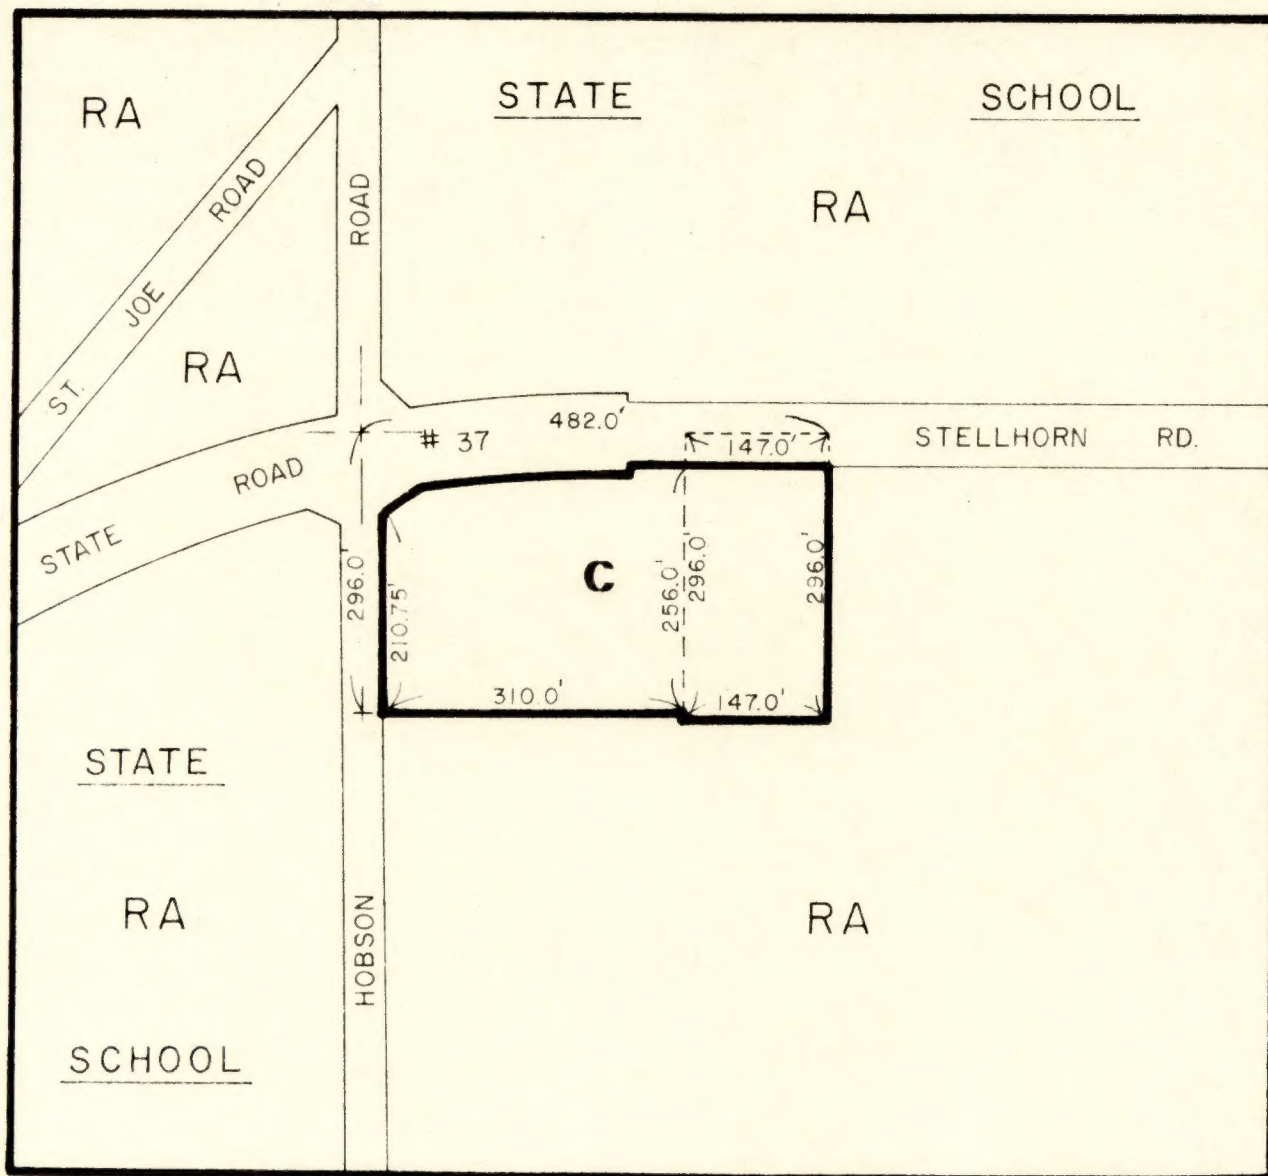 RA
STATE
SCHOOL
RA
ST. JOE ROAD
ROAD
RA
482.0'
# 37
147.0'
STELLHORN RD.
STATE ROAD
296.0'
210.75'
C
256.0'
296.0'
296.0'
310.0'
147.0'
STATE
RA
HOBSON
RA
SCHOOL